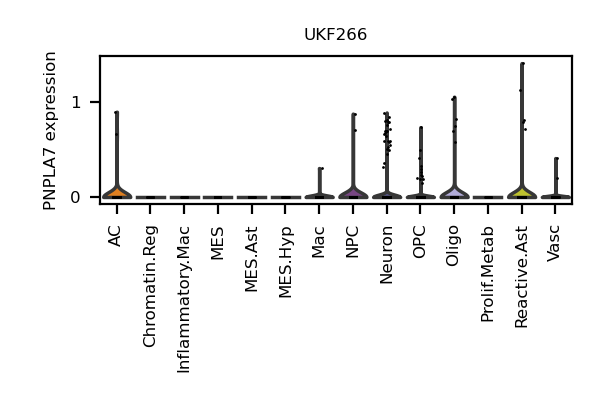 UKF266
PNPLA7 expression
1
0
AC
Chromatin.Reg
Inflammatory.Mac
MES
MES.Ast
MES.Hyp
Mac
NPC
Neuron
OPC
Oligo
Prolif.Metab
Reactive.Ast
Vasc